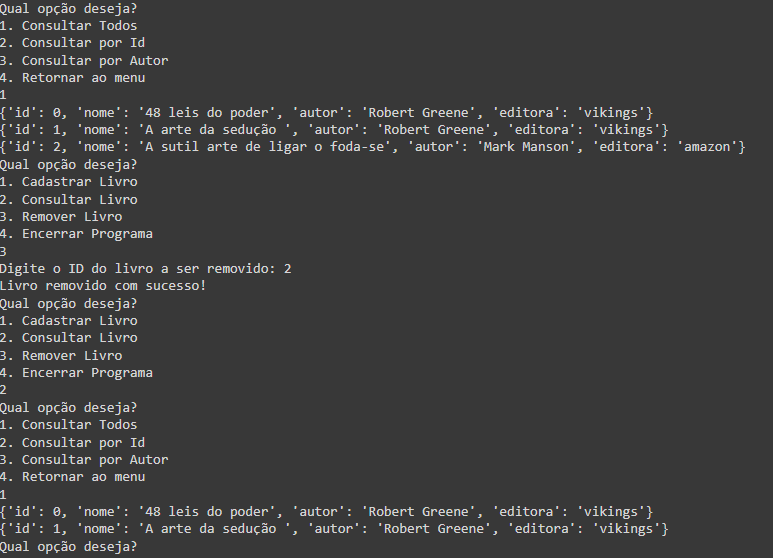 Qual opção deseja?
1. Consultar Todos
2. Consultar por Id
3. Consultar por Autor
4. Retornar ao menu
1
{'id': 0, 'nome': '48 leis do poder', 'autor': 'Robert Greene', 'editora': 'vikings'}
{'id': 1, 'nome': 'A arte da sedução ', 'autor': 'Robert Greene', 'editora': 'vikings'}
{'id': 2, 'nome': 'A sutil arte de ligar o foda-se', 'autor': 'Mark Manson', 'editora': 'amazon'}
Qual opção deseja?
1. Cadastrar Livro
2. Consultar Livro
3. Remover Livro
4. Encerrar Programa
3
Digite o ID do livro a ser removido: 2
Livro removido com sucesso!
Qual opção deseja?
1. Cadastrar Livro
2. Consultar Livro
3. Remover Livro
4. Encerrar Programa
2
Qual opção deseja?
1. Consultar Todos
2. Consultar por Id
3. Consultar por Autor
4. Retornar ao menu
1
{'id': 0, 'nome': '48 leis do poder', 'autor': 'Robert Greene', 'editora': 'vikings'}
{'id': 1, 'nome': 'A arte da sedução ', 'autor': 'Robert Greene', 'editora': 'vikings'}
Qual opção deseja?